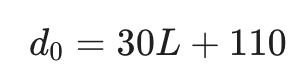 d₀ = 30L + 110